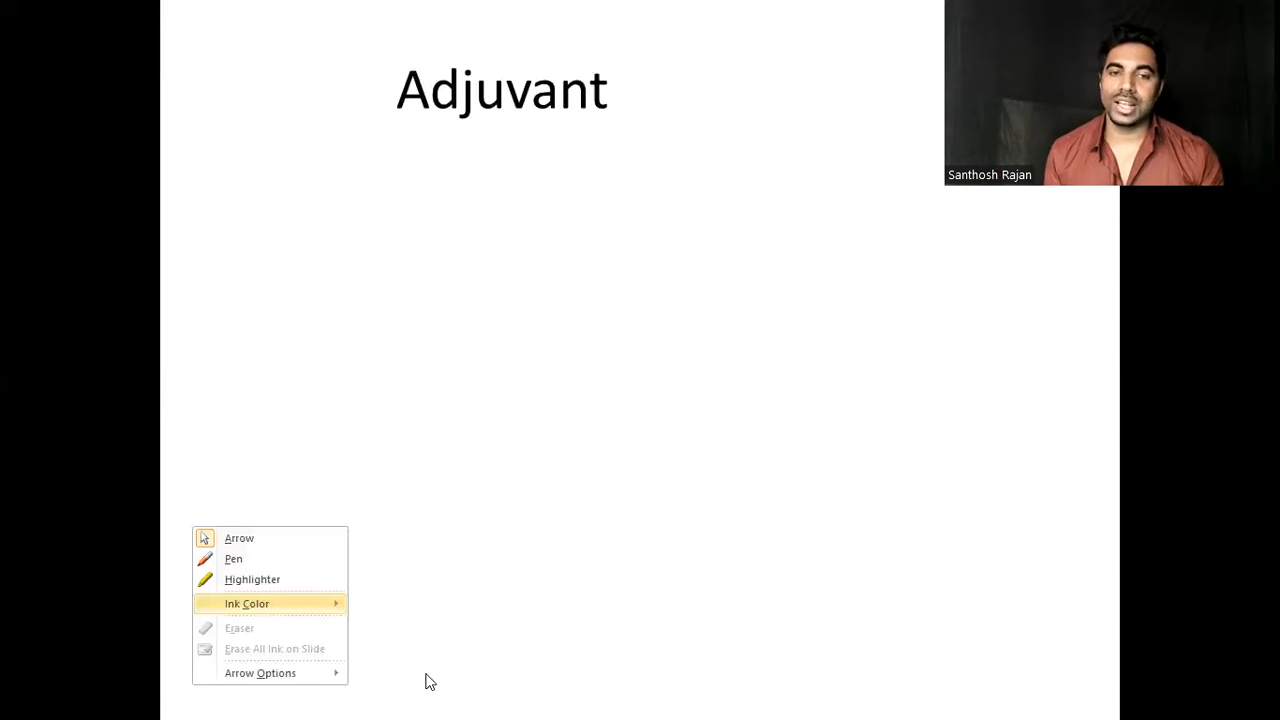 Adjuvant
Santhosh Rajan
Arrow
Pen
Highlighter
Ink Color
Eraser
Erase All Ink on Slide
Arrow Options